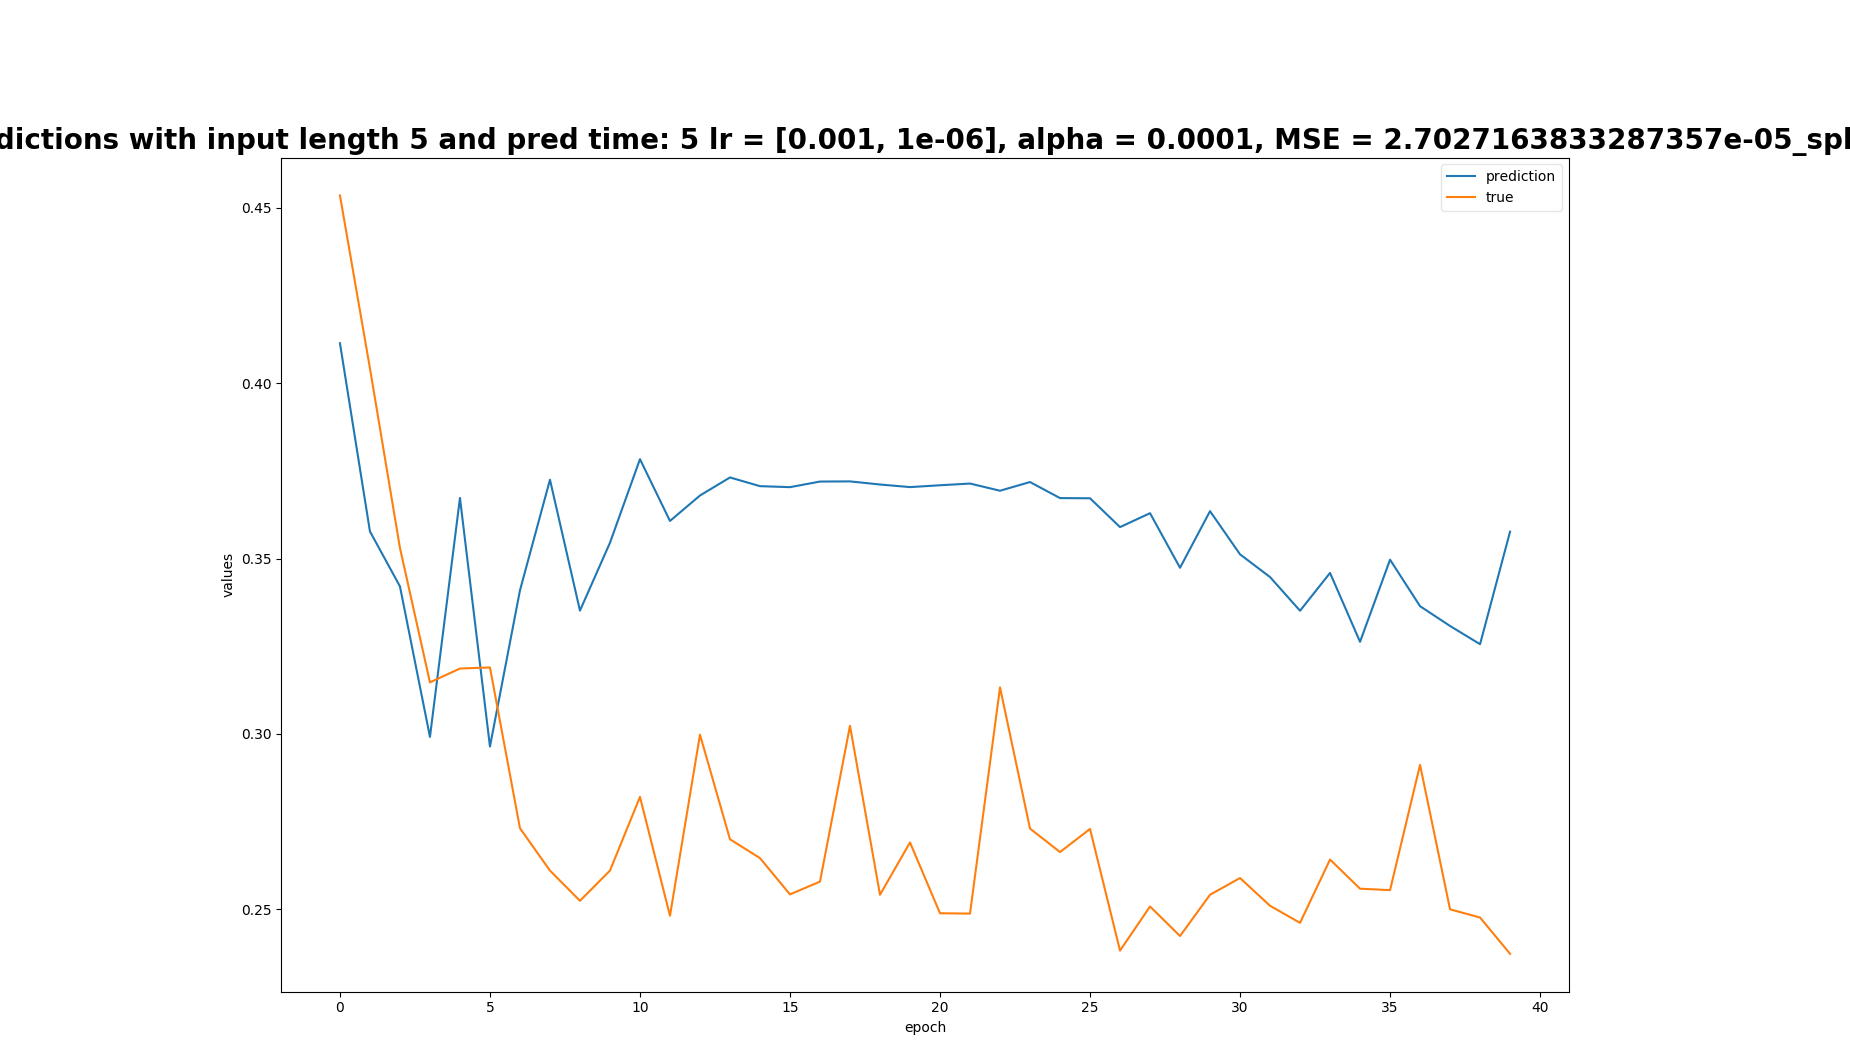 dictions with input length 5 and pred time: 5 lr = [0.001, 1e-06], alpha = 0.0001, MSE = 2.7027163833287357e-05_spl
prediction
true
0.45
0.40
0.35
0.30
0.25
values
0 5 10 15 20 25 30 35 40
epoch